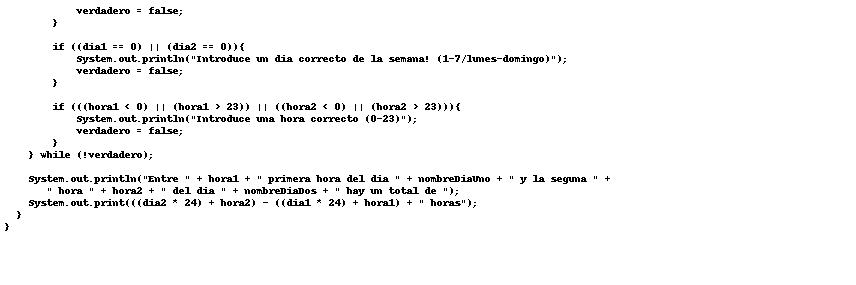 verdadero = false;
}
if ((dia1 == 0) || (dia2 == 0)){
System.out.println("Introduce un dia correcto de la semana! (1-7/lunes-domingo)");
verdadero = false;
}
if (((hora1 < 0) || (hora1 > 23)) || ((hora2 < 0) || (hora2 > 23))){
System.out.println("Introduce una hora correcto (0-23)");
verdadero = false;
}
} while (!verdadero);
System.out.println("Entre " + hora1 + " primera hora del dia " + nombreDiaUno + " y la seguna " +
" hora " + hora2 + " del dia " + nombreDiaDos + " hay un total de ");
System.out.print(((dia2 * 24) + hora2) - ((dia1 * 24) + hora1) + " horas");
}
}